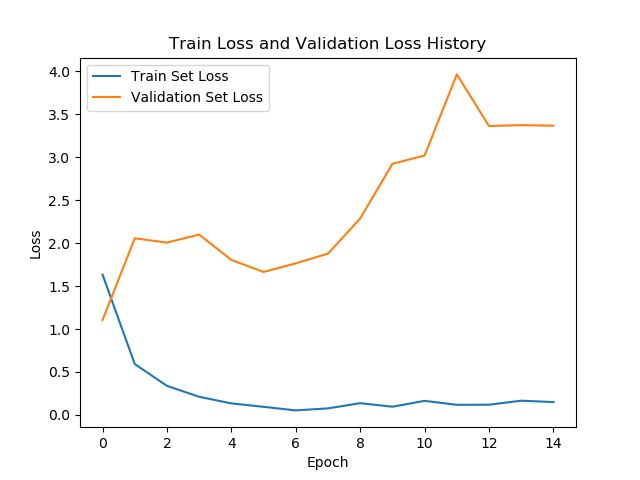 Train Loss and Validation Loss History
Train Set Loss
Validation Set Loss
4.0
3.5
3.0
2.5
2.0
1.5
1.0
0.5
0.0
Loss
0 2 4 6 8 10 12 14
Epoch